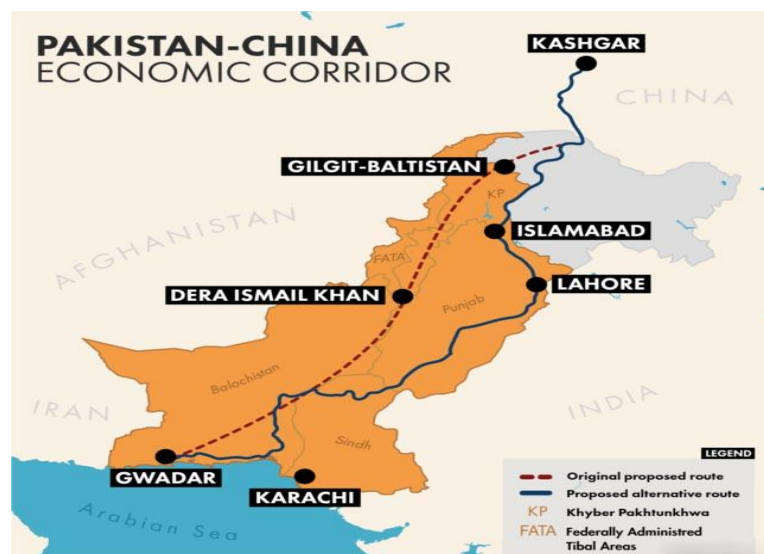 PAKISTAN-CHINA
ECONOMIC CORRIDOR
KASHGAR
CHINA
GILGIT-BALTISTAN
KP
ISLAMABAD
AFGHANISTAN
FATA
LAHORE
DERA ISMAIL KHAN
Punjab
Balochistan
IRAN
INDIA
Sindh
GWADAR
KARACHI
Arabian Sea
LEGEND
Original proposed route
Proposed alternative route
KP Khyber Pakhtunkhwa
FATA Federally Administred
Tibal Areas